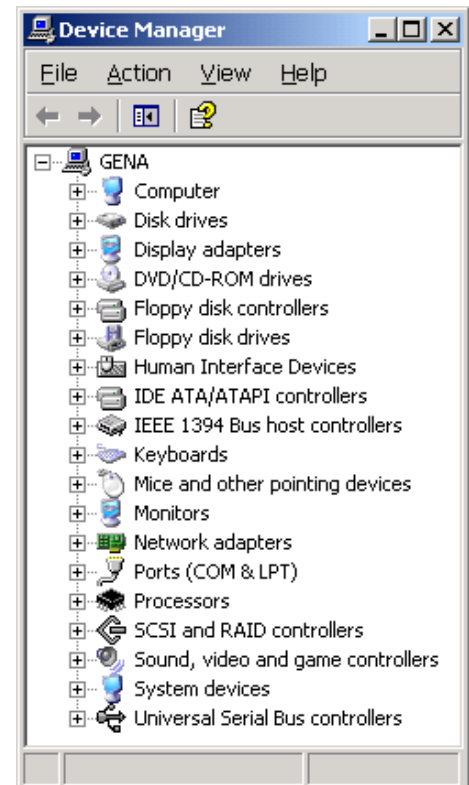 Device Manager
File Action View Help
GENA
Computer
Disk drives
Display adapters
DVD/CD-ROM drives
Floppy disk controllers
Floppy disk drives
Human Interface Devices
IDE ATA/ATAPI controllers
IEEE 1394 Bus host controllers
Keyboards
Mice and other pointing devices
Monitors
Network adapters
Ports (COM & LPT)
Processors
SCSI and RAID controllers
Sound, video and game controllers
System devices
Universal Serial Bus controllers